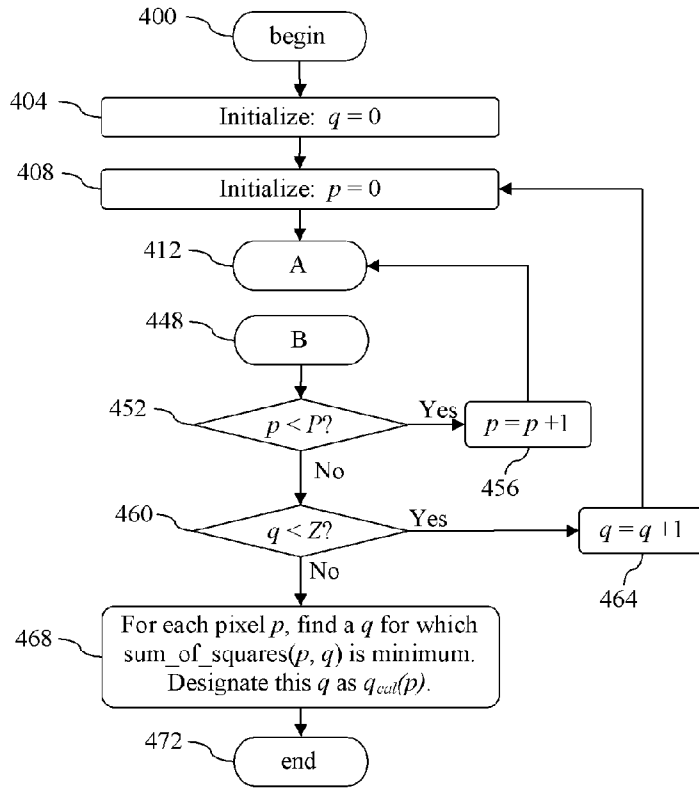 400
begin
404
Initialize: q = 0
408
Initialize: p = 0
412
A
448
B
452
p < P?
Yes
p = p +1
456
No
460
q < Z?
Yes
q = q +1
464
No
468
For each pixel p, find a q for which
sum_of_squares(p, q) is minimum.
Designate this q as qcal(p).
472
end